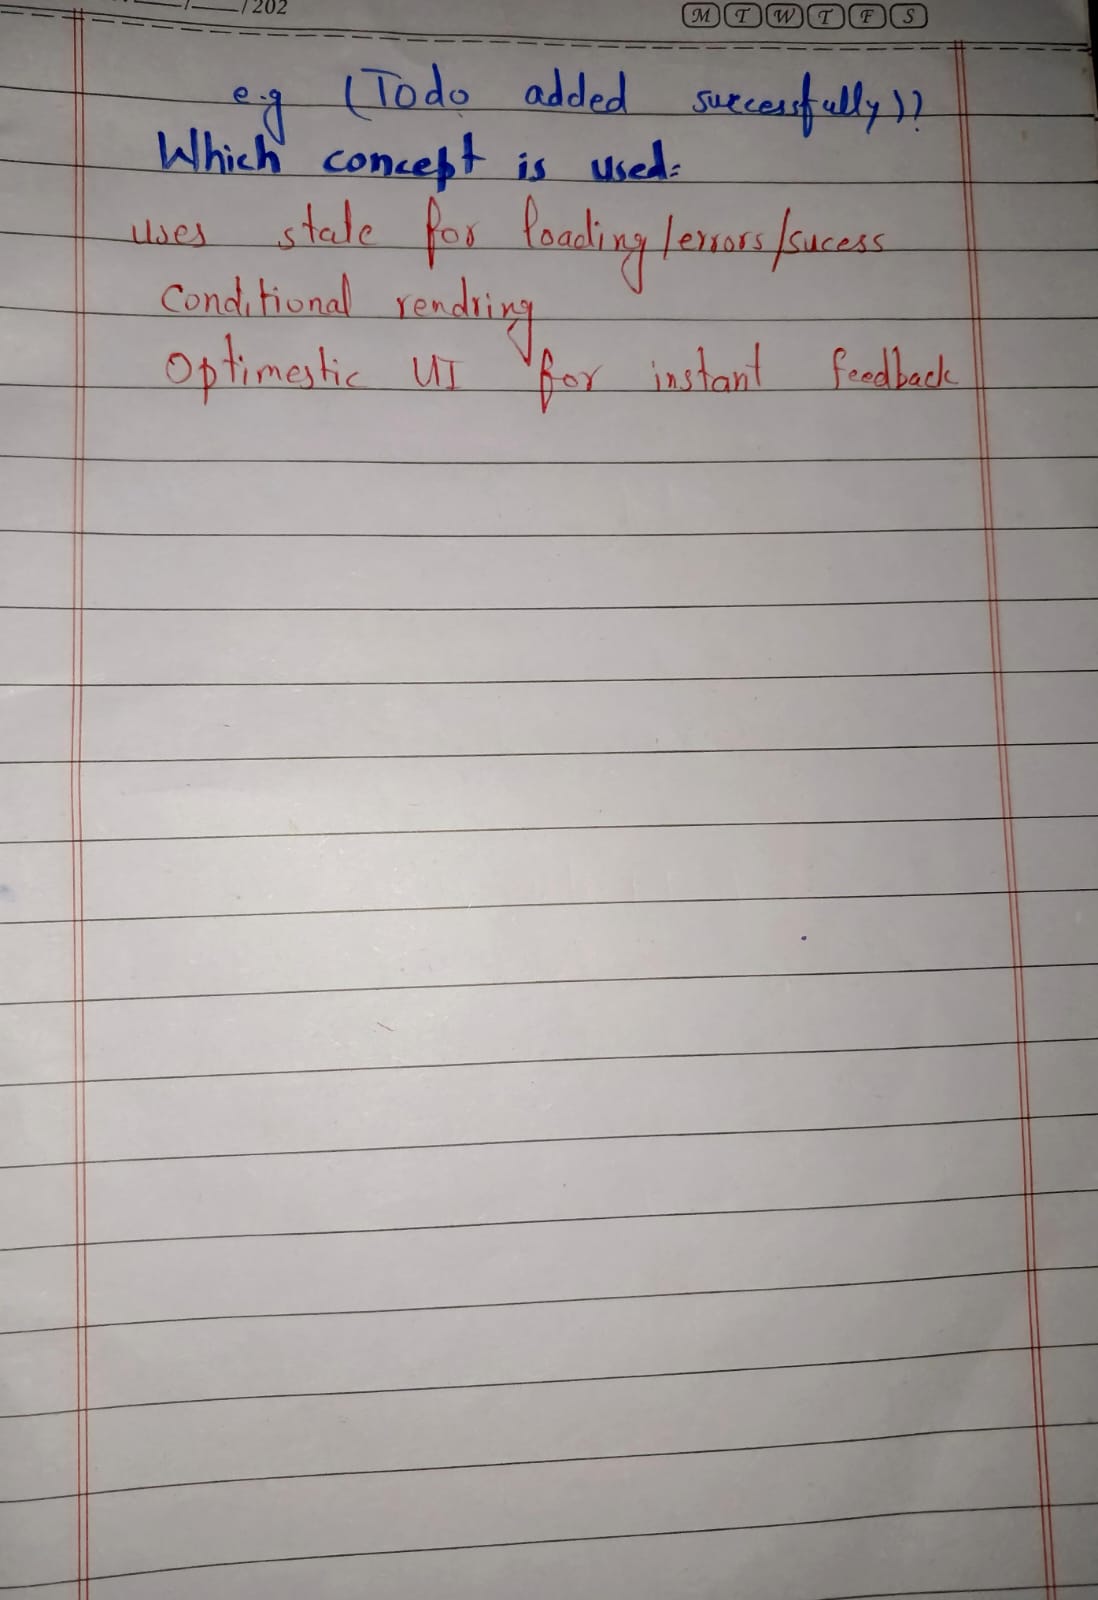 / /202 M T W T F S
e.g (Todo added successfully)?
Which concept is used:
uses state for loading/errors/sucess
Conditional rendring
Optimestic UI for instant feedback